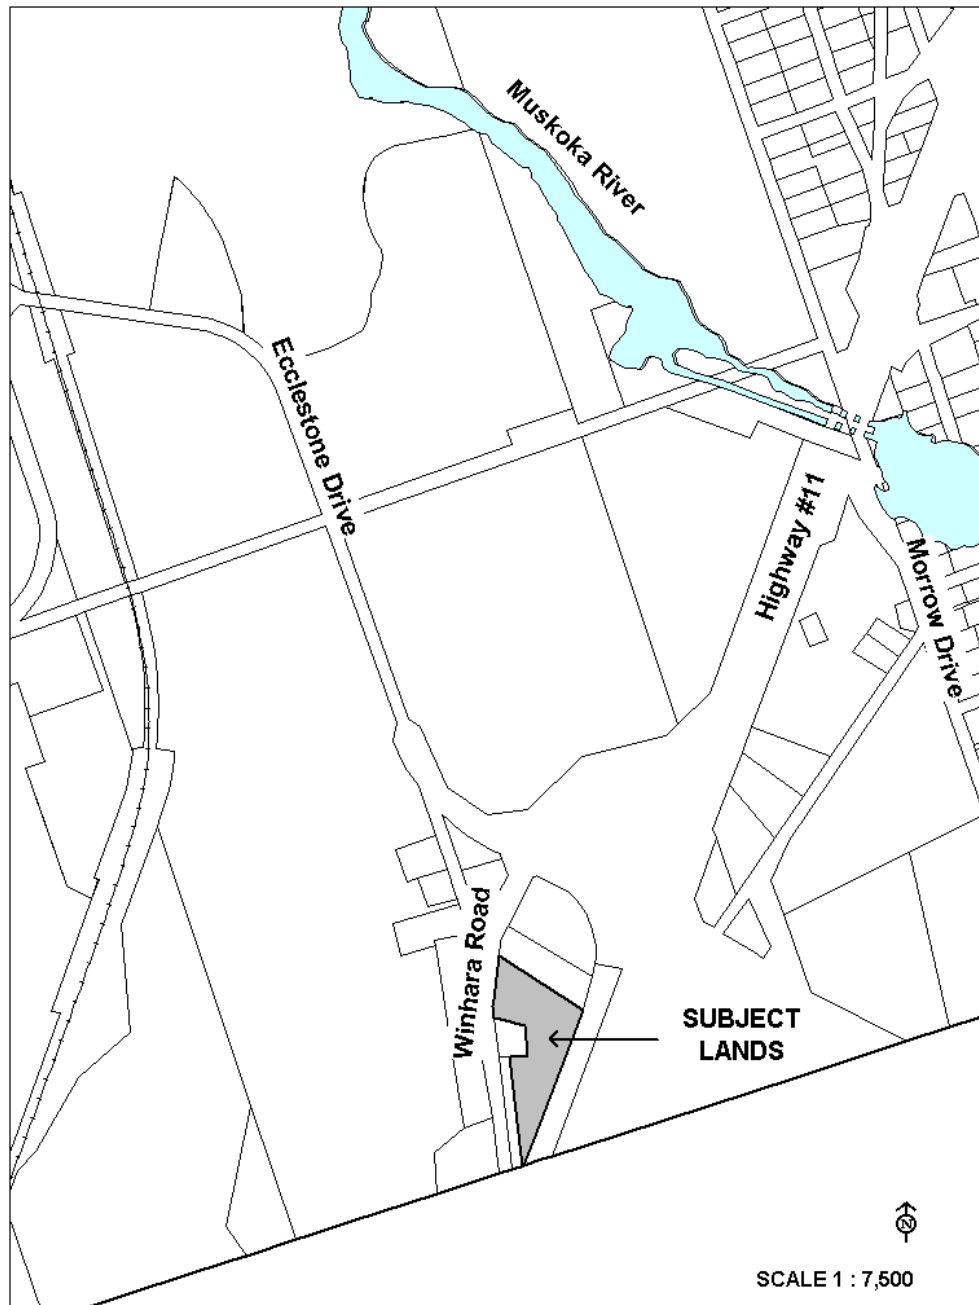 Muskoka River
Ecclestone Drive
Highway #11
Morrow Drive
Winhara Road
SUBJECT
LANDS
N
SCALE 1 : 7,500